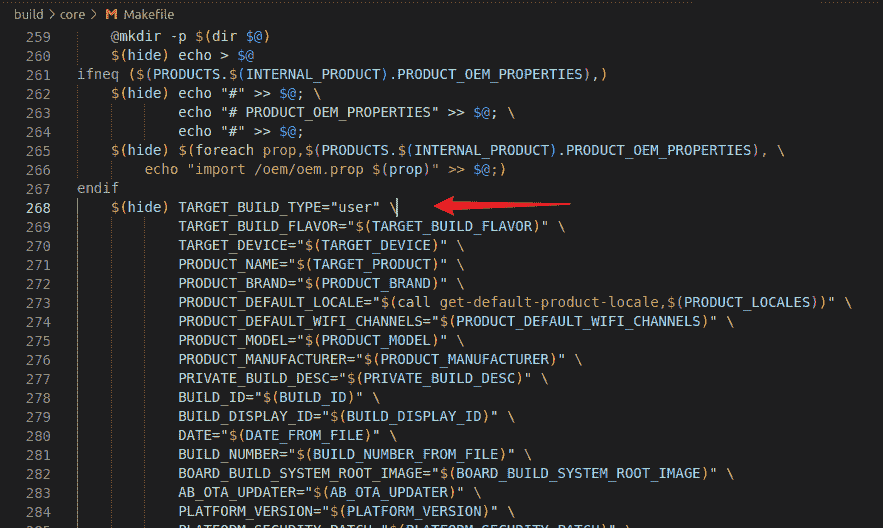 build > core > Makefile
259 @mkdir -p $(dir $@)
260 $(hide) echo > $@
261 ifneq ($(PRODUCTS.$(INTERNAL_PRODUCT).PRODUCT_OEM_PROPERTIES),)
262 $(hide) echo "#" >> $@; \
263 echo "# PRODUCT_OEM_PROPERTIES" >> $@; \
264 echo "#" >> $@;
265 $(hide) $(foreach prop,$(PRODUCTS.$(INTERNAL_PRODUCT).PRODUCT_OEM_PROPERTIES), \
266 echo "import /oem/oem.prop $(prop)" >> $@;)
267 endif
268 $(hide) TARGET_BUILD_TYPE="user" \
269 TARGET_BUILD_FLAVOR="$(TARGET_BUILD_FLAVOR)" \
270 TARGET_DEVICE="$(TARGET_DEVICE)" \
271 PRODUCT_NAME="$(TARGET_PRODUCT)" \
272 PRODUCT_BRAND="$(PRODUCT_BRAND)" \
273 PRODUCT_DEFAULT_LOCALE="$(call get-default-product-locale,$(PRODUCT_LOCALES))" \
274 PRODUCT_DEFAULT_WIFI_CHANNELS="$(PRODUCT_DEFAULT_WIFI_CHANNELS)" \
275 PRODUCT_MODEL="$(PRODUCT_MODEL)" \
276 PRODUCT_MANUFACTURER="$(PRODUCT_MANUFACTURER)" \
277 PRIVATE_BUILD_DESC="$(PRIVATE_BUILD_DESC)" \
278 BUILD_ID="$(BUILD_ID)" \
279 BUILD_DISPLAY_ID="$(BUILD_DISPLAY_ID)" \
280 DATE="$(DATE_FROM_FILE)" \
281 BUILD_NUMBER="$(BUILD_NUMBER_FROM_FILE)" \
282 BOARD_BUILD_SYSTEM_ROOT_IMAGE="$(BOARD_BUILD_SYSTEM_ROOT_IMAGE)" \
283 AB_OTA_UPDATER="$(AB_OTA_UPDATER)" \
284 PLATFORM_VERSION="$(PLATFORM_VERSION)" \
285 PLATFORM_SECURITY_PATCH="$(PLATFORM_SECURITY_PATCH)" \